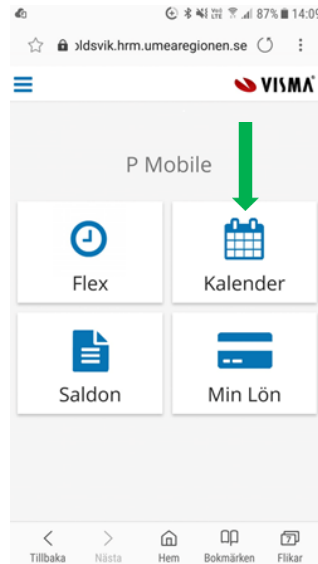 87% 14:09
oldsvik.hrm.umearegionen.se
VISMA
P Mobile
Flex
Kalender
Saldon
Min Lön
7
Tillbaka
Nästa
Hem
Bokmärken
Flikar